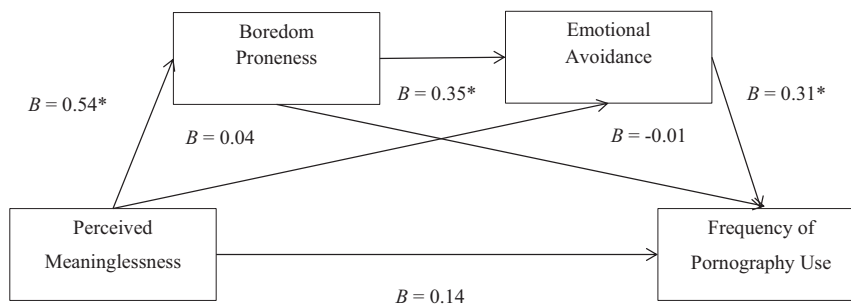 Boredom
Proneness
Emotional
Avoidance
B = 0.54*
B = 0.35*
B = 0.31*
B = 0.04
B = -0.01
Perceived
Meaninglessness
Frequency of
Pornography Use
B = 0.14